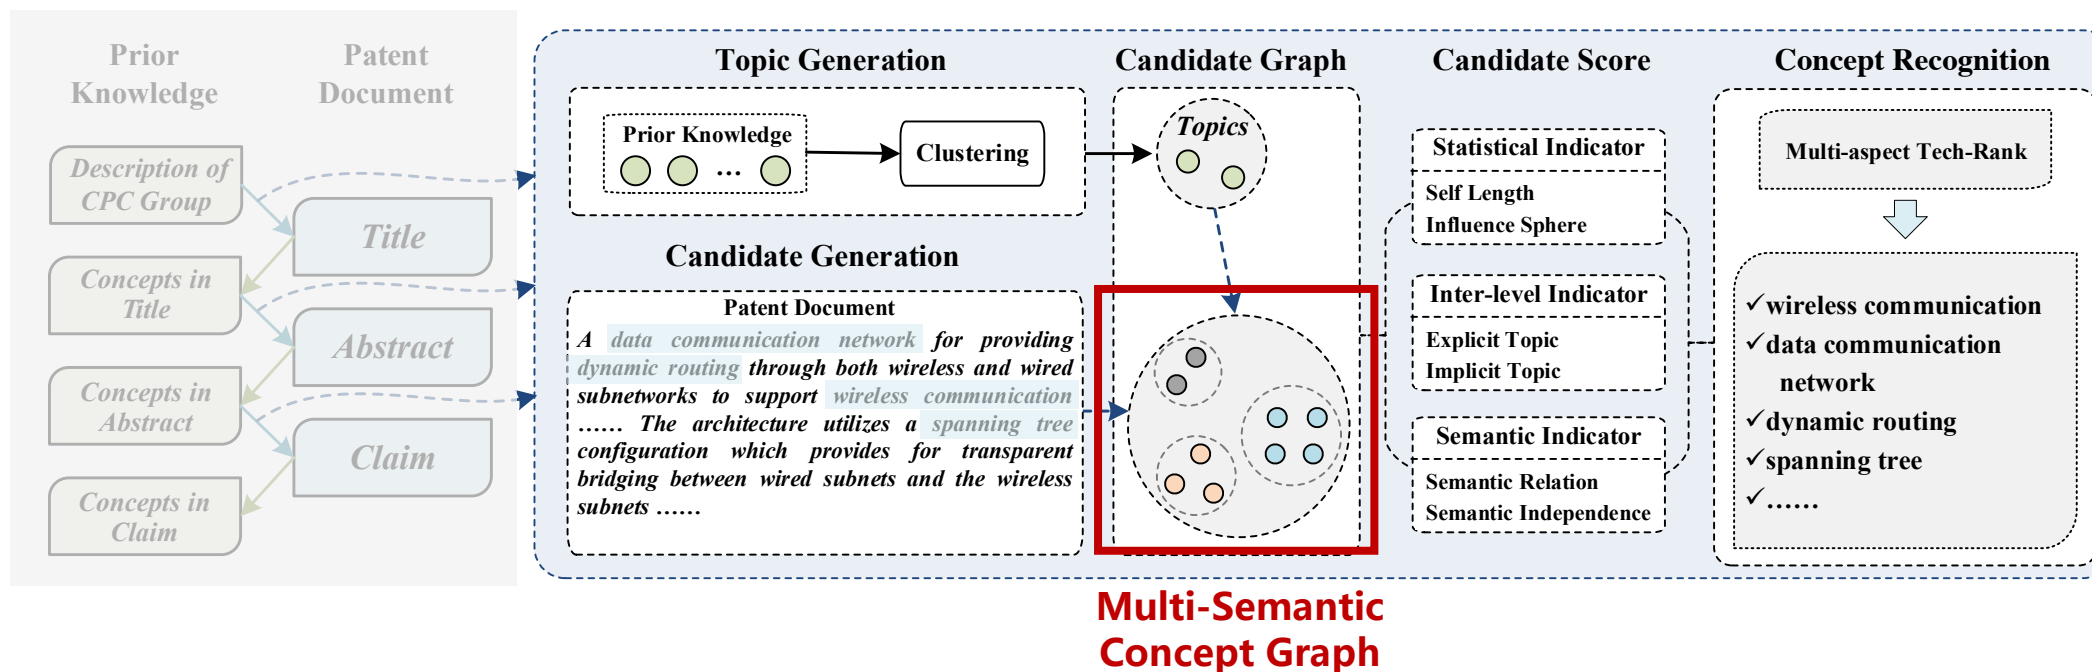 Prior
Knowledge
Patent
Document
Description of
CPC Group
Title
Concepts in
Title
Abstract
Concepts in
Abstract
Claim
Concepts in
Claim
Topic Generation
Prior Knowledge
...
Clustering
Candidate Generation
Patent Document
A data communication network for providing
dynamic routing through both wireless and wired
subnetworks to support wireless communication
…… The architecture utilizes a spanning tree
configuration which provides for transparent
bridging between wired subnets and the wireless
subnets ……
Candidate Graph
Topics
Candidate Score
Statistical Indicator
Self Length
Influence Sphere
Inter-level Indicator
Explicit Topic
Implicit Topic
Semantic Indicator
Semantic Relation
Semantic Independence
Concept Recognition
Multi-aspect Tech-Rank
✓wireless communication
✓data communication
network
✓dynamic routing
✓spanning tree
✓……
Multi-Semantic
Concept Graph